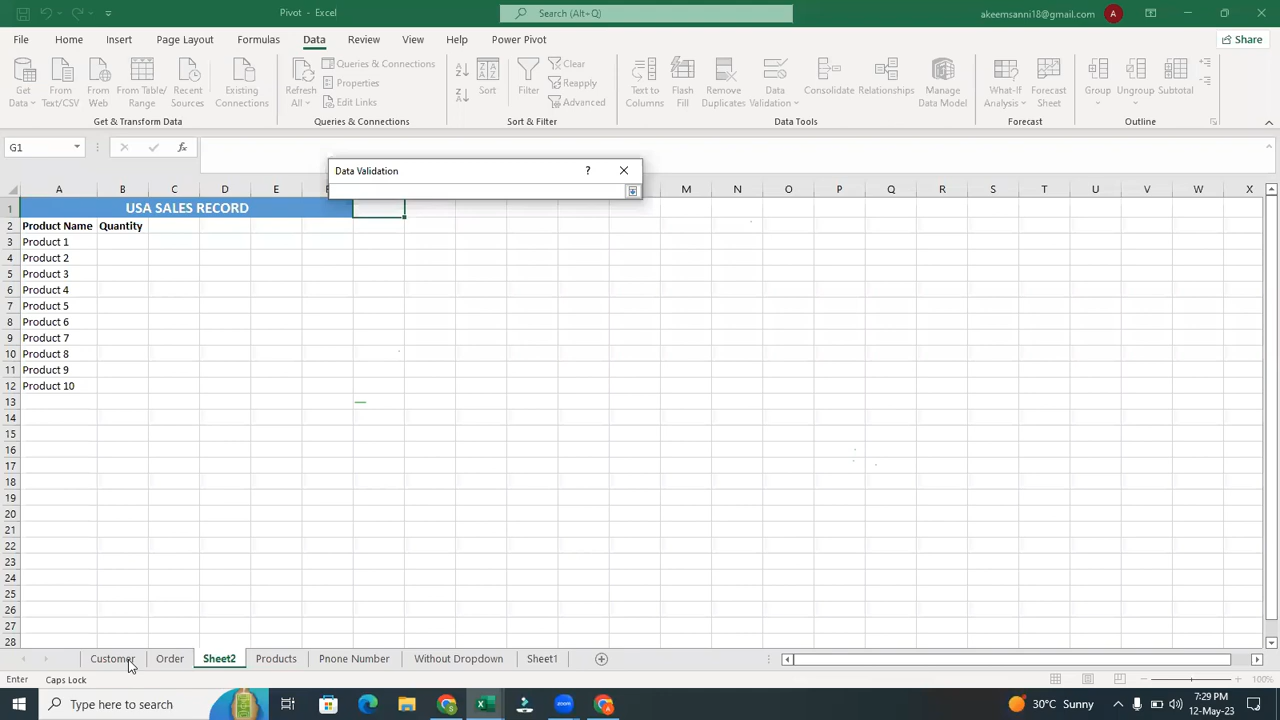 Pivot - Excel
Search (Alt+Q)
akeemsanni18@gmail.com
A
File Home Insert Page Layout Formulas Data Review View Help Power Pivot
Share
Get Data
From Text/CSV
From Web
From Table/ Range
Recent Sources
Existing Connections
Refresh All
Queries & Connections
Properties
Edit Links
Sort
Filter
Clear
Reapply
Advanced
Text to Columns
Flash Fill
Remove Duplicates
Data Validation
Consolidate
Relationships
Manage Data Model
What-If Analysis
Forecast Sheet
Group
Ungroup
Subtotal
Get & Transform Data
Queries & Connections
Sort & Filter
Data Tools
Forecast
Outline
G1
fx
Data Validation
?
A B C D E M N O P Q R S T U V W X
1 USA SALES RECORD
2 Product Name Quantity
3 Product 1
4 Product 2
5 Product 3
6 Product 4
7 Product 5
8 Product 6
9 Product 7
10 Product 8
11 Product 9
12 Product 10
13
14
15
16
17
18
19
20
21
22
23
24
25
26
27
28
Customer Order Sheet2 Products Pnone Number Without Dropdown Sheet1
Enter Caps Lock
100%
Type here to search
30°C Sunny
7:29 PM
12-May-23